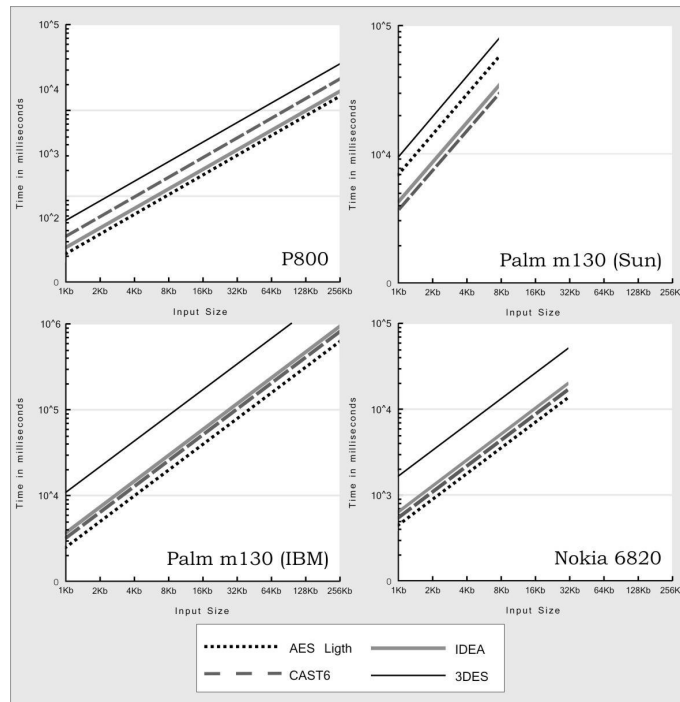 10^5
10^4
10^3
10^2
0
Time in milliseconds
P800
1Kb 2Kb 4Kb 8Kb 16Kb 32Kb 64Kb 128Kb 256Kb
Input Size
10^5
10^4
0
Time in milliseconds
Palm m130 (Sun)
1Kb 2Kb 4Kb 8Kb 16Kb 32Kb 64Kb 128Kb 256Kb
Input Size
10^6
10^5
10^4
0
Time in milliseconds
Palm m130 (IBM)
1Kb 2Kb 4Kb 8Kb 16Kb 32Kb 64Kb 128Kb 256Kb
Input Size
10^5
10^4
10^3
0
Time in milliseconds
Nokia 6820
1Kb 2Kb 4Kb 8Kb 16Kb 32Kb 64Kb 128Kb 256Kb
Input Size
AES Ligth IDEA
CAST6 3DES